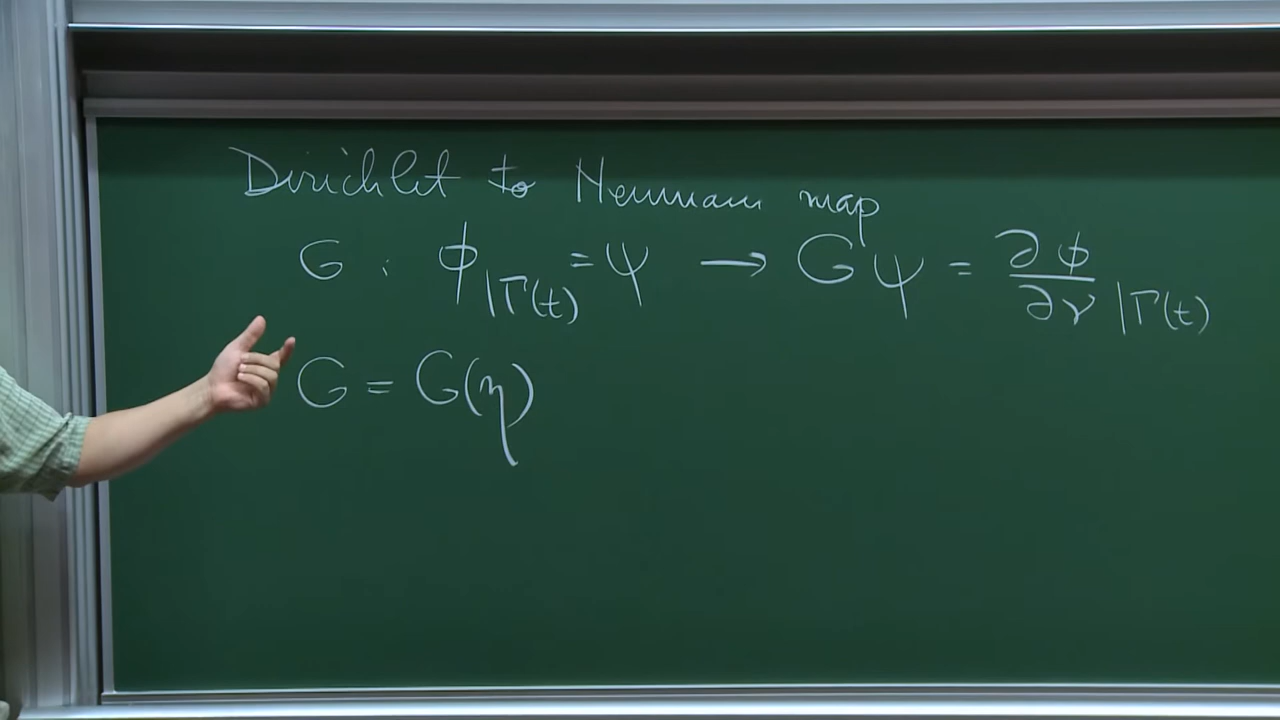 Dirichlet to Neumann map
G : ϕ|Γ(t) = ψ → Gψ = ∂ϕ/∂ν|Γ(t)
G = G(η)